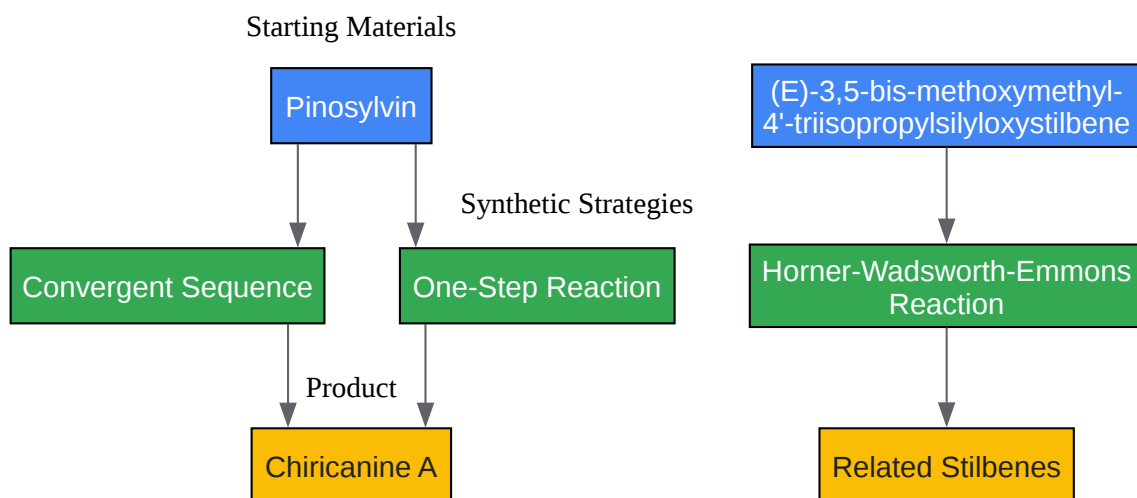 Starting Materials
Pinosylvin
(E)-3,5-bis-methoxymethyl-
4'-triisopropylsilyloxystilbene
Synthetic Strategies
Convergent Sequence
One-Step Reaction
Horner-Wadsworth-Emmons
Reaction
Product
Chiricanine A
Related Stilbenes